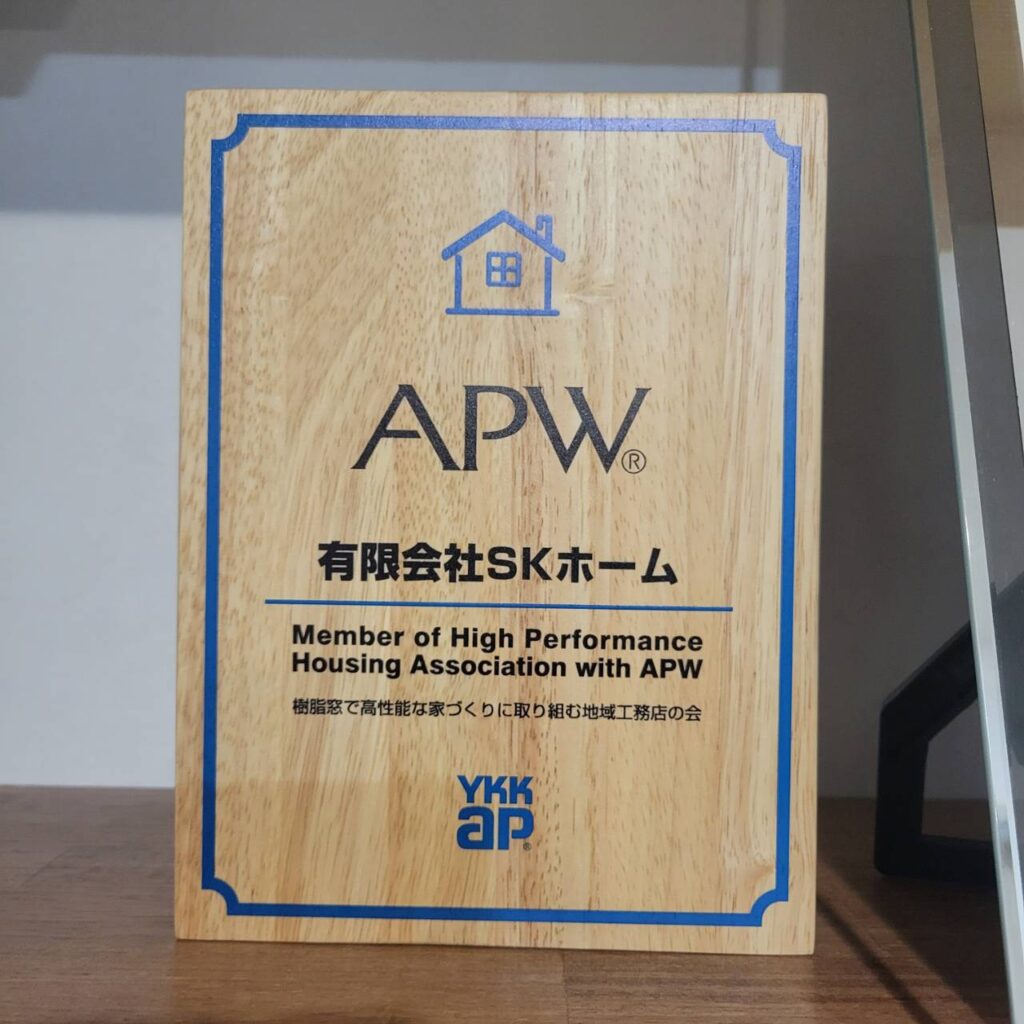 APW®
有限会社SKホーム
Member of High Performance
Housing Association with APW
樹脂窓で高性能な家づくりに取り組む地域工務店の会
YKK
ap®